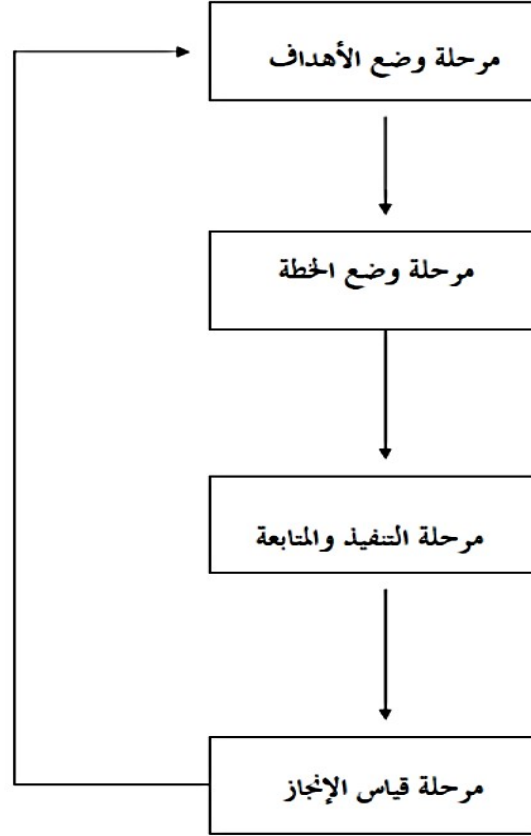 مرحلة وضع الأهداف
مرحلة وضع الخطة
مرحلة التنفيذ والمتابعة
مرحلة قياس الإنجاز